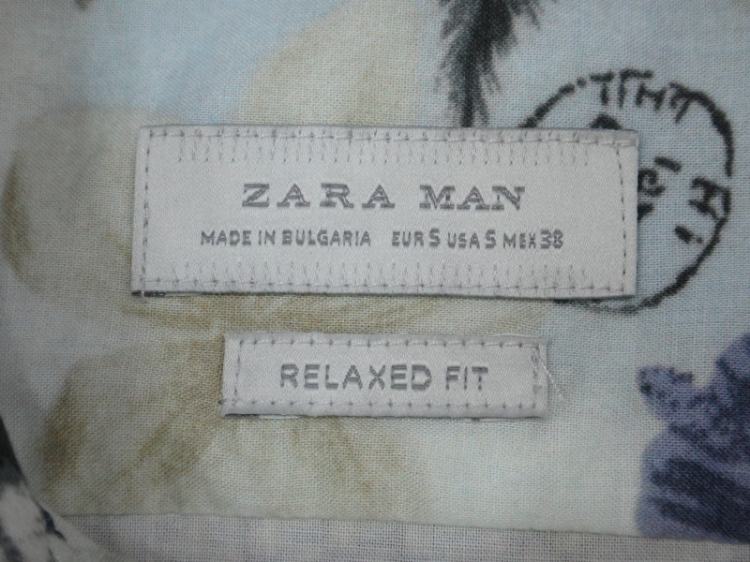 ZARA MAN
MADE IN BULGARIA EUR S USA S MEX 38
RELAXED FIT